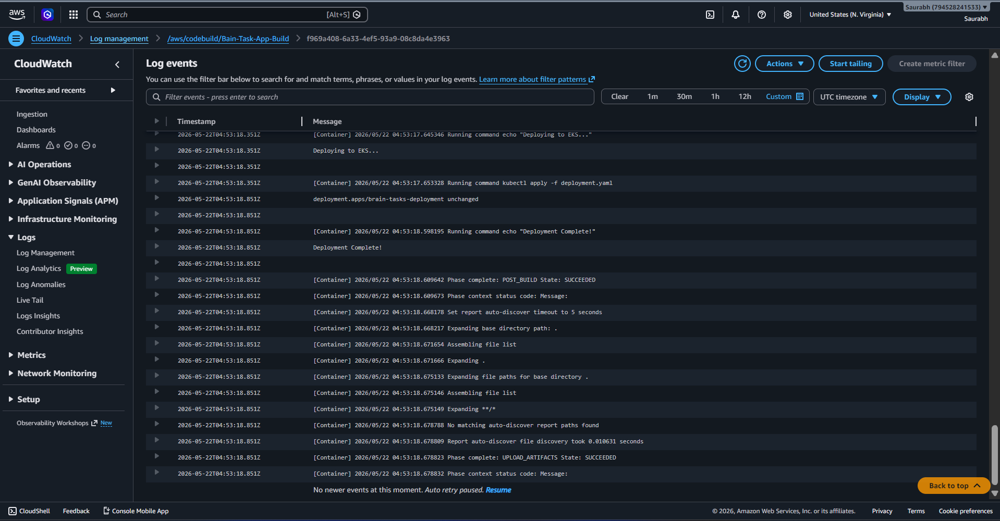 aws
Search [Alt+S]
United States (N. Virginia)
Saurabh (794528241533)
Saurabh
CloudWatch
Log management
/aws/codebuild/Bain-Task-App-Build
f969a408-6a33-4ef5-93a9-08c8da4e3963
CloudWatch
Favorites and recents
Ingestion
Dashboards
Alarms 0 0 0
AI Operations
GenAI Observability
Application Signals (APM)
Infrastructure Monitoring
Logs
Log Management
Log Analytics Preview
Log Anomalies
Live Tail
Logs Insights
Contributor Insights
Metrics
Network Monitoring
Setup
Observability Workshops New
Log events
Actions
Start tailing
Create metric filter
You can use the filter bar below to search for and match terms, phrases, or values in your log events. Learn more about filter patterns
Filter events - press enter to search
Clear 1m 30m 1h 12h Custom
UTC timezone
Display
Timestamp Message
2026-05-22T04:53:18.351Z [Container] 2026/05/22 04:53:17.645346 Running command echo "Deploying to EKS..."
2026-05-22T04:53:18.351Z Deploying to EKS...
2026-05-22T04:53:18.351Z
2026-05-22T04:53:18.351Z [Container] 2026/05/22 04:53:17.653328 Running command kubectl apply -f deployment.yaml
2026-05-22T04:53:18.851Z deployment.apps/brain-tasks-deployment unchanged
2026-05-22T04:53:18.851Z
2026-05-22T04:53:18.851Z [Container] 2026/05/22 04:53:18.598195 Running command echo "Deployment Complete!"
2026-05-22T04:53:18.851Z Deployment Complete!
2026-05-22T04:53:18.851Z
2026-05-22T04:53:18.851Z [Container] 2026/05/22 04:53:18.609642 Phase complete: POST_BUILD State: SUCCEEDED
2026-05-22T04:53:18.851Z [Container] 2026/05/22 04:53:18.609673 Phase context status code: Message:
2026-05-22T04:53:18.851Z [Container] 2026/05/22 04:53:18.668178 Set report auto-discover timeout to 5 seconds
2026-05-22T04:53:18.851Z [Container] 2026/05/22 04:53:18.668217 Expanding base directory path: .
2026-05-22T04:53:18.851Z [Container] 2026/05/22 04:53:18.671654 Assembling file list
2026-05-22T04:53:18.851Z [Container] 2026/05/22 04:53:18.671666 Expanding .
2026-05-22T04:53:18.851Z [Container] 2026/05/22 04:53:18.675133 Expanding file paths for base directory .
2026-05-22T04:53:18.851Z [Container] 2026/05/22 04:53:18.675146 Assembling file list
2026-05-22T04:53:18.851Z [Container] 2026/05/22 04:53:18.675149 Expanding **/*
2026-05-22T04:53:18.851Z [Container] 2026/05/22 04:53:18.678788 No matching auto-discover report paths found
2026-05-22T04:53:18.851Z [Container] 2026/05/22 04:53:18.678809 Report auto-discover file discovery took 0.010631 seconds
2026-05-22T04:53:18.851Z [Container] 2026/05/22 04:53:18.678823 Phase complete: UPLOAD_ARTIFACTS State: SUCCEEDED
2026-05-22T04:53:18.851Z [Container] 2026/05/22 04:53:18.678832 Phase context status code: Message:
No newer events at this moment. Auto retry paused. Resume
Back to top
CloudShell
Feedback
Console Mobile App
© 2026, Amazon Web Services, Inc. or its affiliates.
Privacy
Terms
Cookie preferences